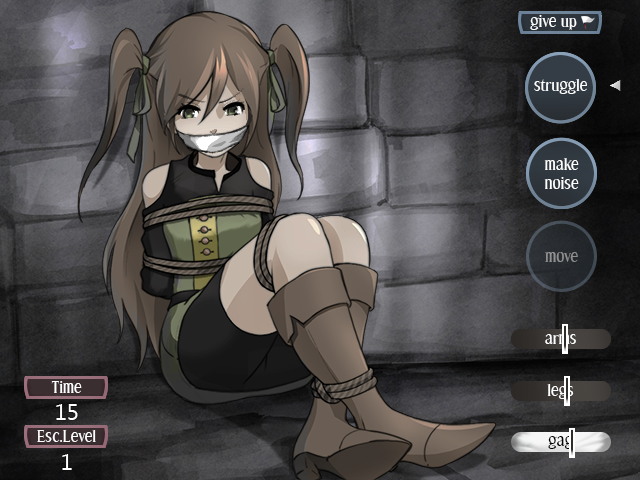 give up
struggle
make
noise
move
arms
legs
gag
Time
15
Esc.Level
1